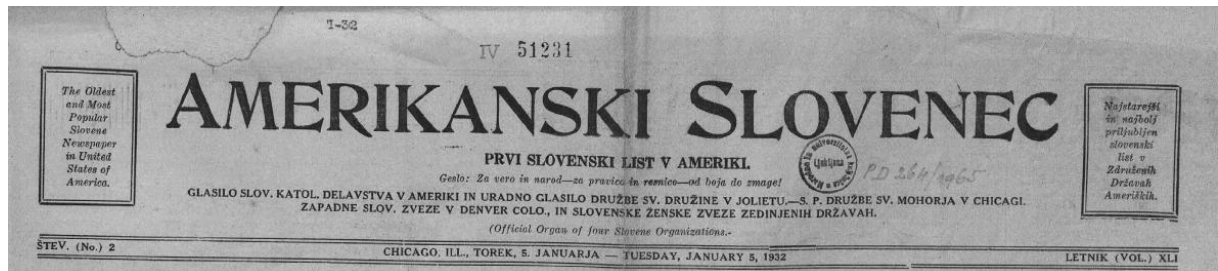 1-32
IV 51231
The Oldest
and Most
Popular
Slovene
Newspaper
in United
States of
America.
AMERIKANSKI SLOVENEC
Najstarejši
in najbolj
priljubljen
slovenski
list v
Združenih
Državah
Ameriških.
PRVI SLOVENSKI LIST V AMERIKI.
Geslo: Za vero in narod—za pravico in resnico—od boja do zmage!
Ljubljana
PD 264/1965
GLASILO SLOV. KATOL. DELAVSTVA V AMERIKI IN URADNO GLASILO DRUŽBE SV. DRUŽINE V JOLIETU.—S. P. DRUŽBE SV. MOHORJA V CHICAGI.
ZAPADNE SLOV. ZVEZE V DENVER COLO., IN SLOVENSKE ŽENSKE ZVEZE ZEDINJENIH DRŽAVAH.
(Official Organ of four Slovene Organizations.-
ŠTEV. (No.) 2
CHICAGO, ILL., TOREK, 5. JANUARJA — TUESDAY, JANUARY 5, 1932
LETNIK (VOL.) XLI